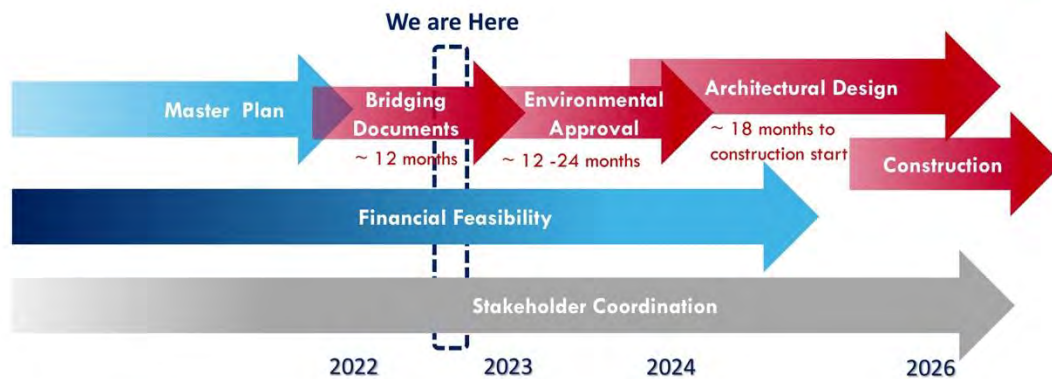 We are Here
Master Plan
Bridging
Documents
~ 12 months
Environmental
Approval
~ 12 -24 months
Architectural Design
~ 18 months to
construction start
Construction
Financial Feasibility
Stakeholder Coordination
2022 2023 2024 2026